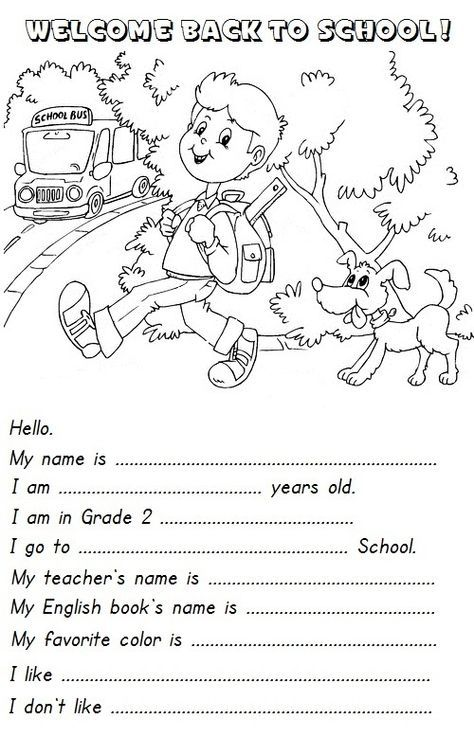 WELCOME BACK TO SCHOOL!
SCHOOL BUS
Hello.
My name is ........................................................................
I am .............................................. years old.
I am in Grade 2 ...........................................
I go to ............................................................ School.
My teacher's name is ..................................................
My English book's name is ..........................................
My favorite color is .......................................................
I like ...................................................................................
I don't like ........................................................................